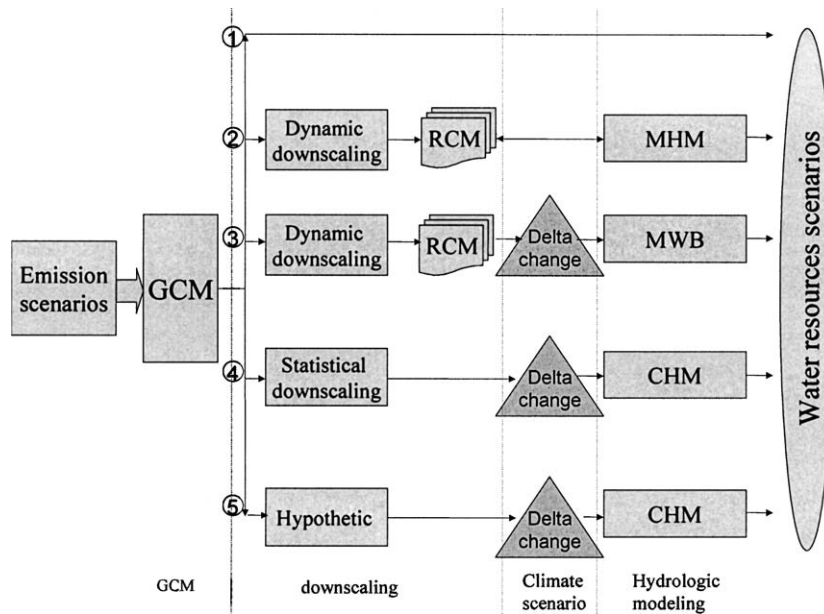 ①
②
Dynamic
downscaling
RCM
MHM
③
Dynamic
downscaling
RCM
Delta
change
MWB
Emission
scenarios
GCM
④
Statistical
downscaling
Delta
change
CHM
⑤
Hypothetic
Delta
change
CHM
Water resources scenarios
GCM
downscaling
Climate
scenario
Hydrologic
modeling